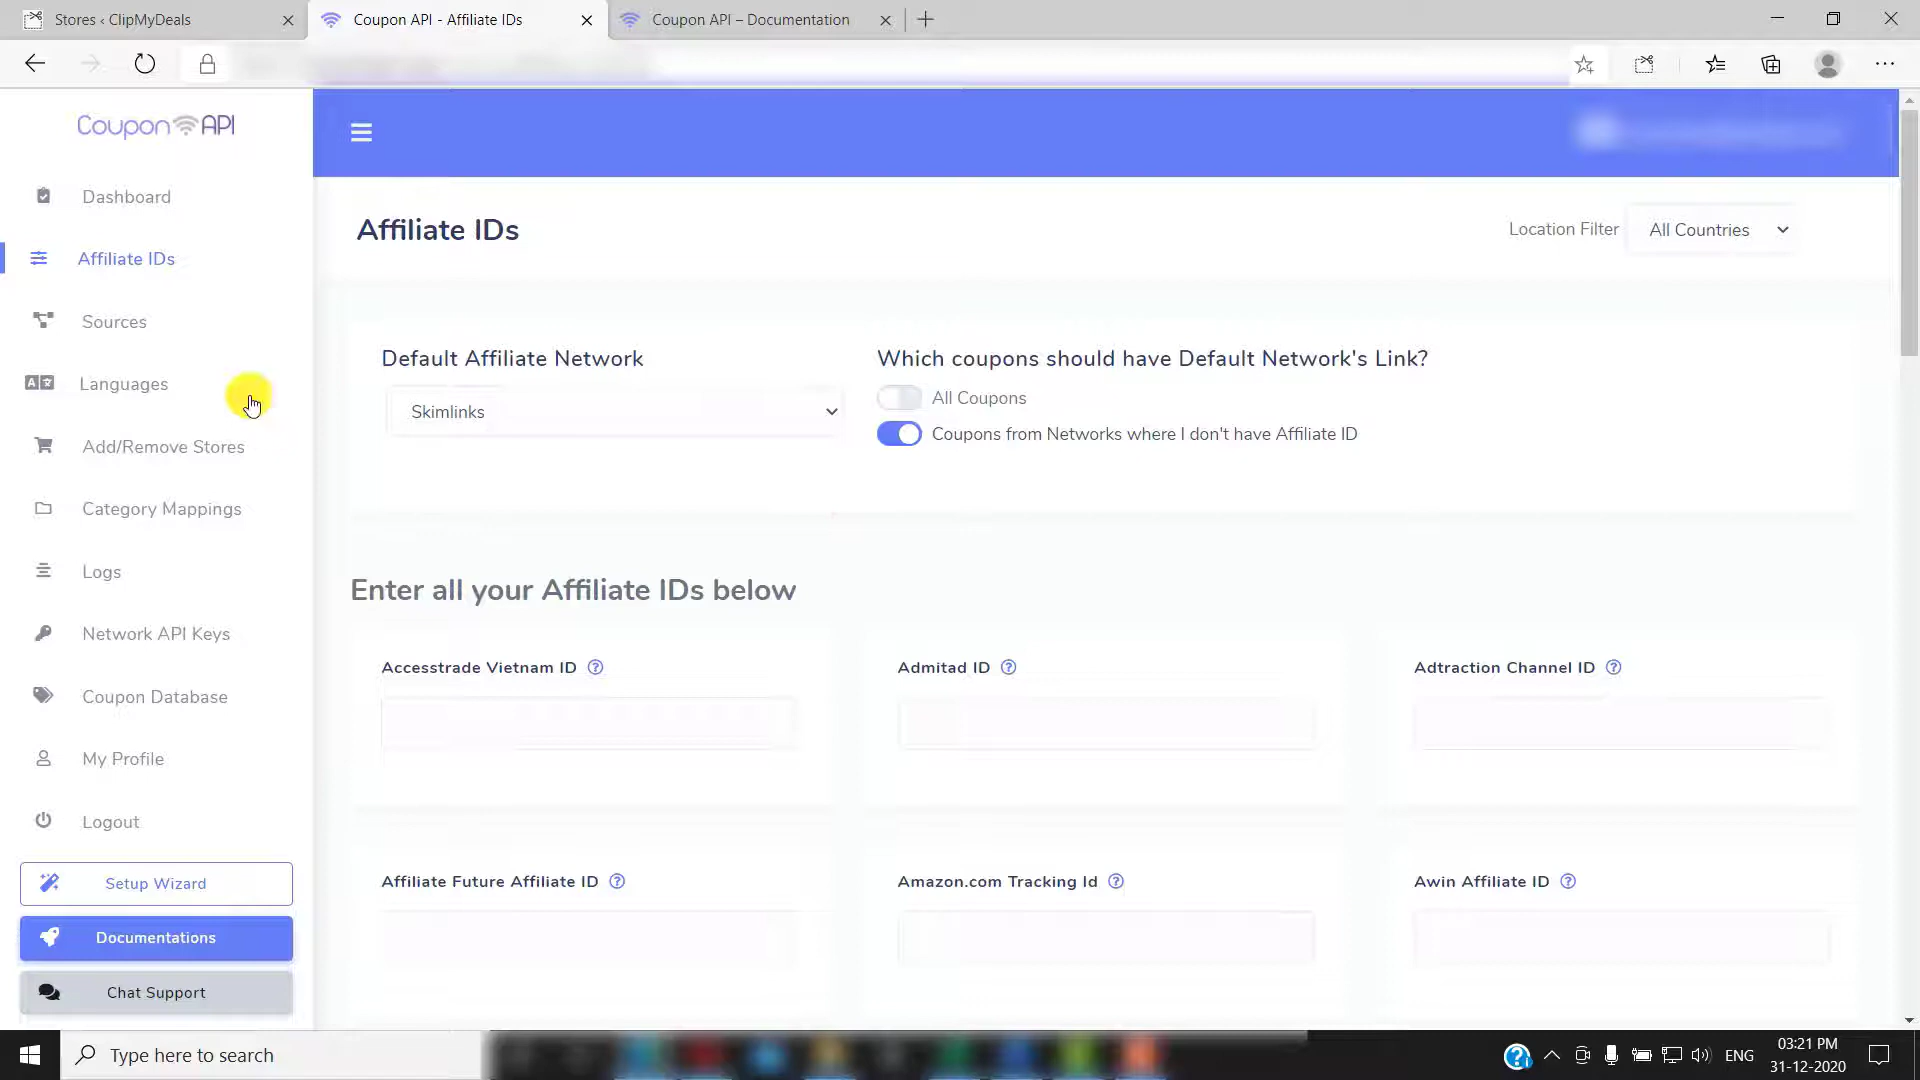 Stores ‹ ClipMyDeals
Coupon API - Affiliate IDs
Coupon API – Documentation
Coupon API
Dashboard
Affiliate IDs
Sources
Languages
Add/Remove Stores
Category Mappings
Logs
Network API Keys
Coupon Database
My Profile
Logout
Setup Wizard
Documentations
Chat Support
Affiliate IDs
Location Filter
All Countries
Default Affiliate Network
Skimlinks
Which coupons should have Default Network's Link?
All Coupons
Coupons from Networks where I don't have Affiliate ID
Enter all your Affiliate IDs below
Accesstrade Vietnam ID
Admitad ID
Adtraction Channel ID
Affiliate Future Affiliate ID
Amazon.com Tracking Id
Awin Affiliate ID
Type here to search
ENG
03:21 PM
31-12-2020